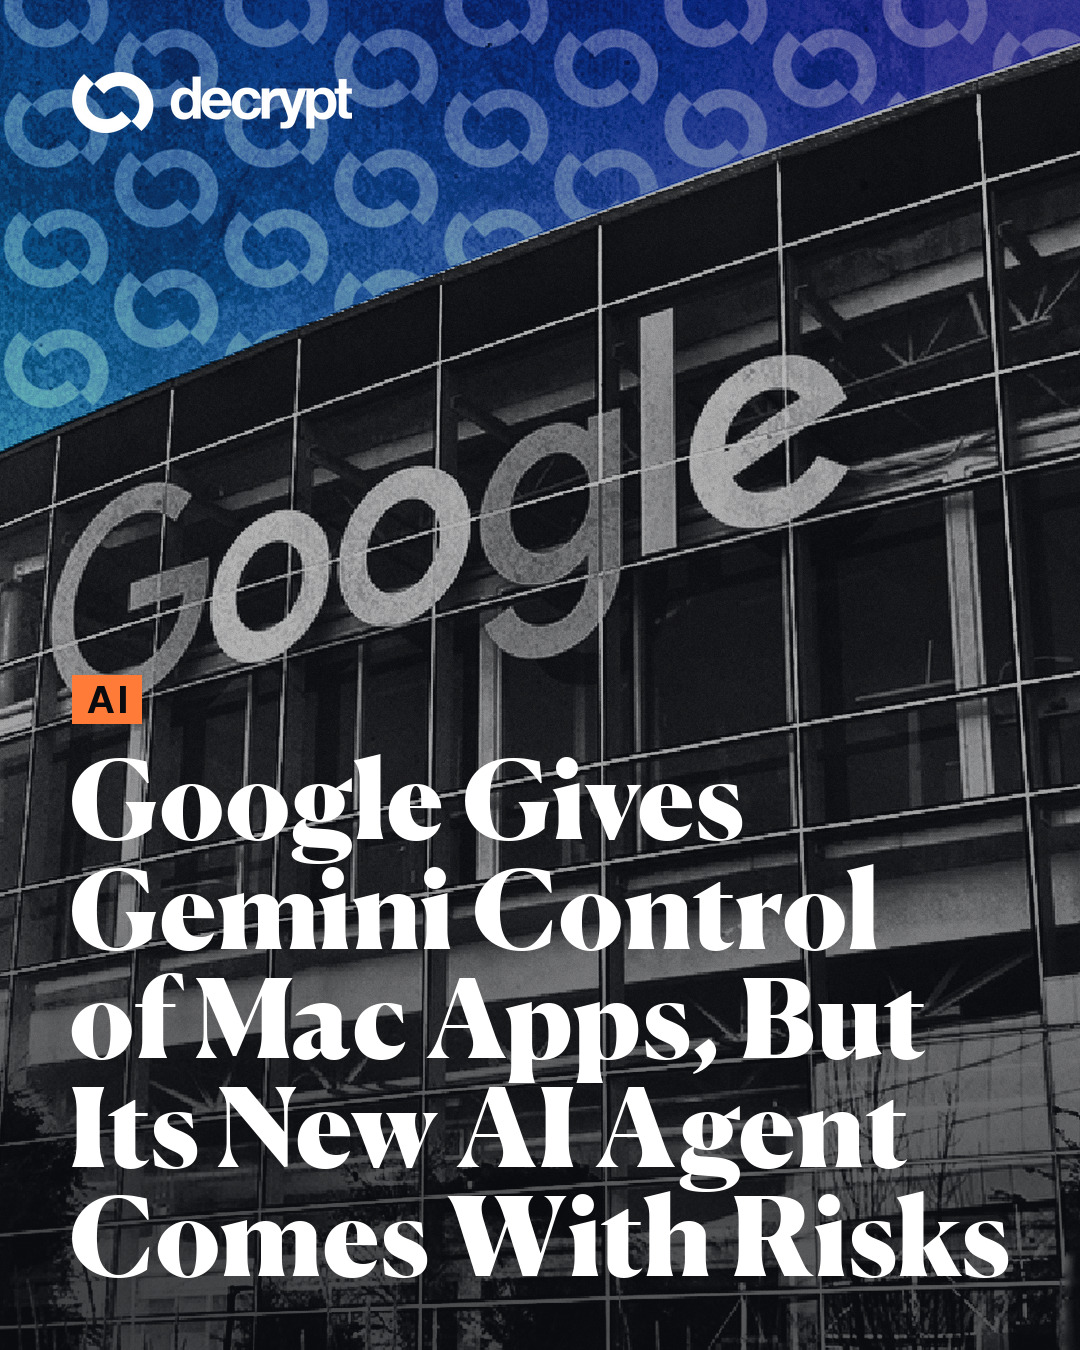 decrypt
Google
AI
Google Gives
Gemini Control
of Mac Apps, But
Its New AI Agent
Comes With Risks